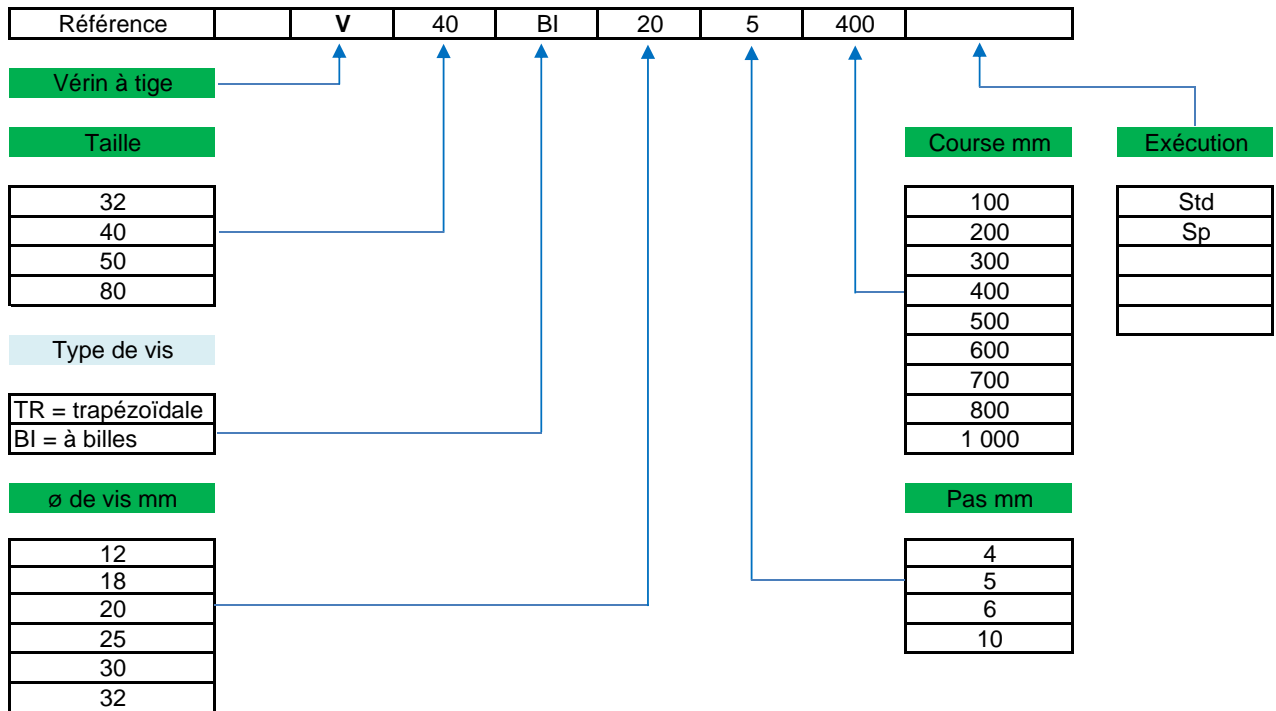 Référence V 40 BI 20 5 400
Vérin à tige
Taille
32
40
50
80
Type de vis
TR = trapézoïdale
BI = à billes
ø de vis mm
12
18
20
25
30
32
Course mm
100
200
300
400
500
600
700
800
1 000
Pas mm
4
5
6
10
Exécution
Std
Sp